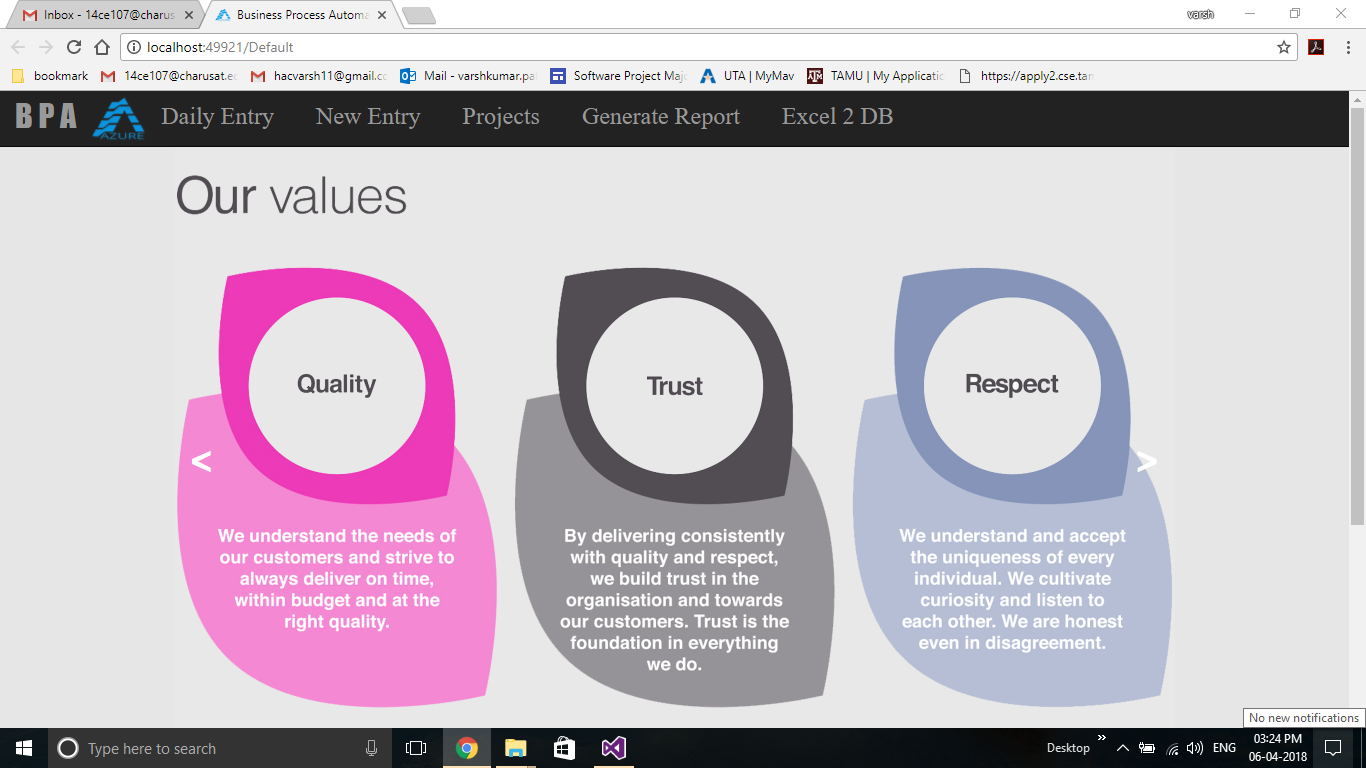 Inbox - 14ce107@charus
Business Process Automa
varsh
localhost:49921/Default
bookmark
14ce107@charusat.ec
hacvarsh11@gmail.cc
Mail - varshkumar.pa
Software Project Majo
UTA | MyMav
TAMU | My Applicatio
https://apply2.cse.tan
BPA
AZURE
Daily Entry
New Entry
Projects
Generate Report
Excel 2 DB
Our values
Quality
Trust
Respect
<
>
We understand the needs of
our customers and strive to
always deliver on time,
within budget and at the
right quality.
By delivering consistently
with quality and respect,
we build trust in the
organisation and towards
our customers. Trust is the
foundation in everything
we do.
We understand and accept
the uniqueness of every
individual. We cultivate
curiosity and listen to
each other. We are honest
even in disagreement.
No new notifications
Type here to search
Desktop
ENG
03:24 PM
06-04-2018